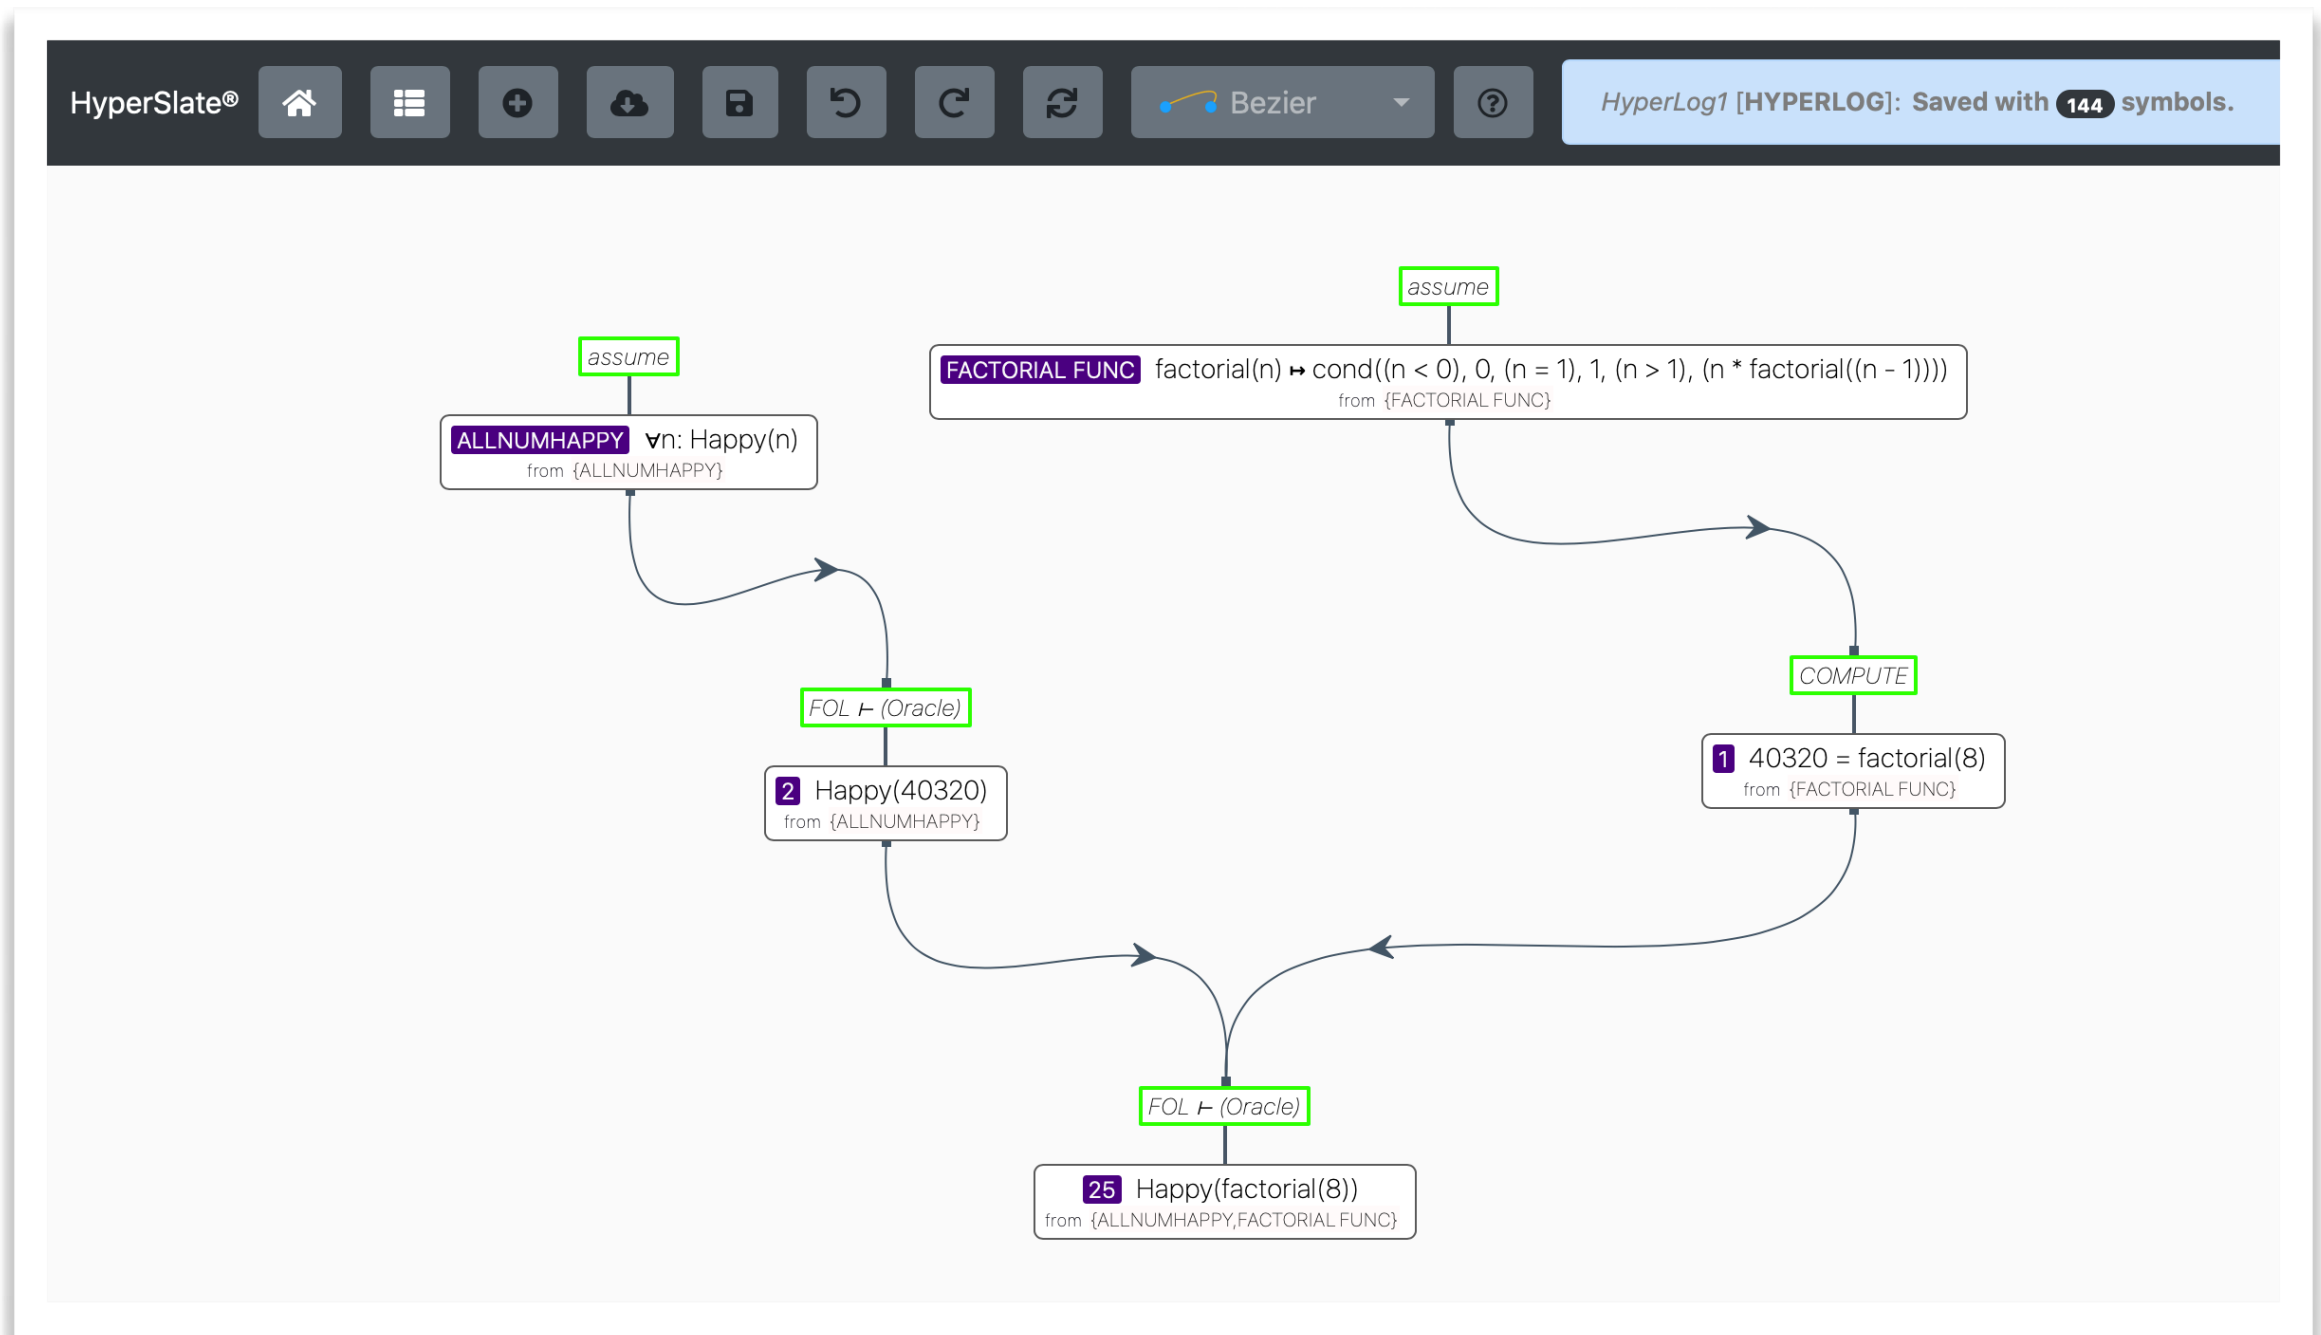 HyperSlate®
Bezier
HyperLog1 [HYPERLOG]: Saved with 144 symbols.
assume
FACTORIAL FUNC factorial(n) ↦ cond((n < 0), 0, (n = 1), 1, (n > 1), (n * factorial((n - 1))))
from {FACTORIAL FUNC}
assume
ALLNUMHAPPY ∀n: Happy(n)
from {ALLNUMHAPPY}
COMPUTE
1 40320 = factorial(8)
from {FACTORIAL FUNC}
FOL ⊢ (Oracle)
2 Happy(40320)
from {ALLNUMHAPPY}
FOL ⊢ (Oracle)
25 Happy(factorial(8))
from {ALLNUMHAPPY,FACTORIAL FUNC}